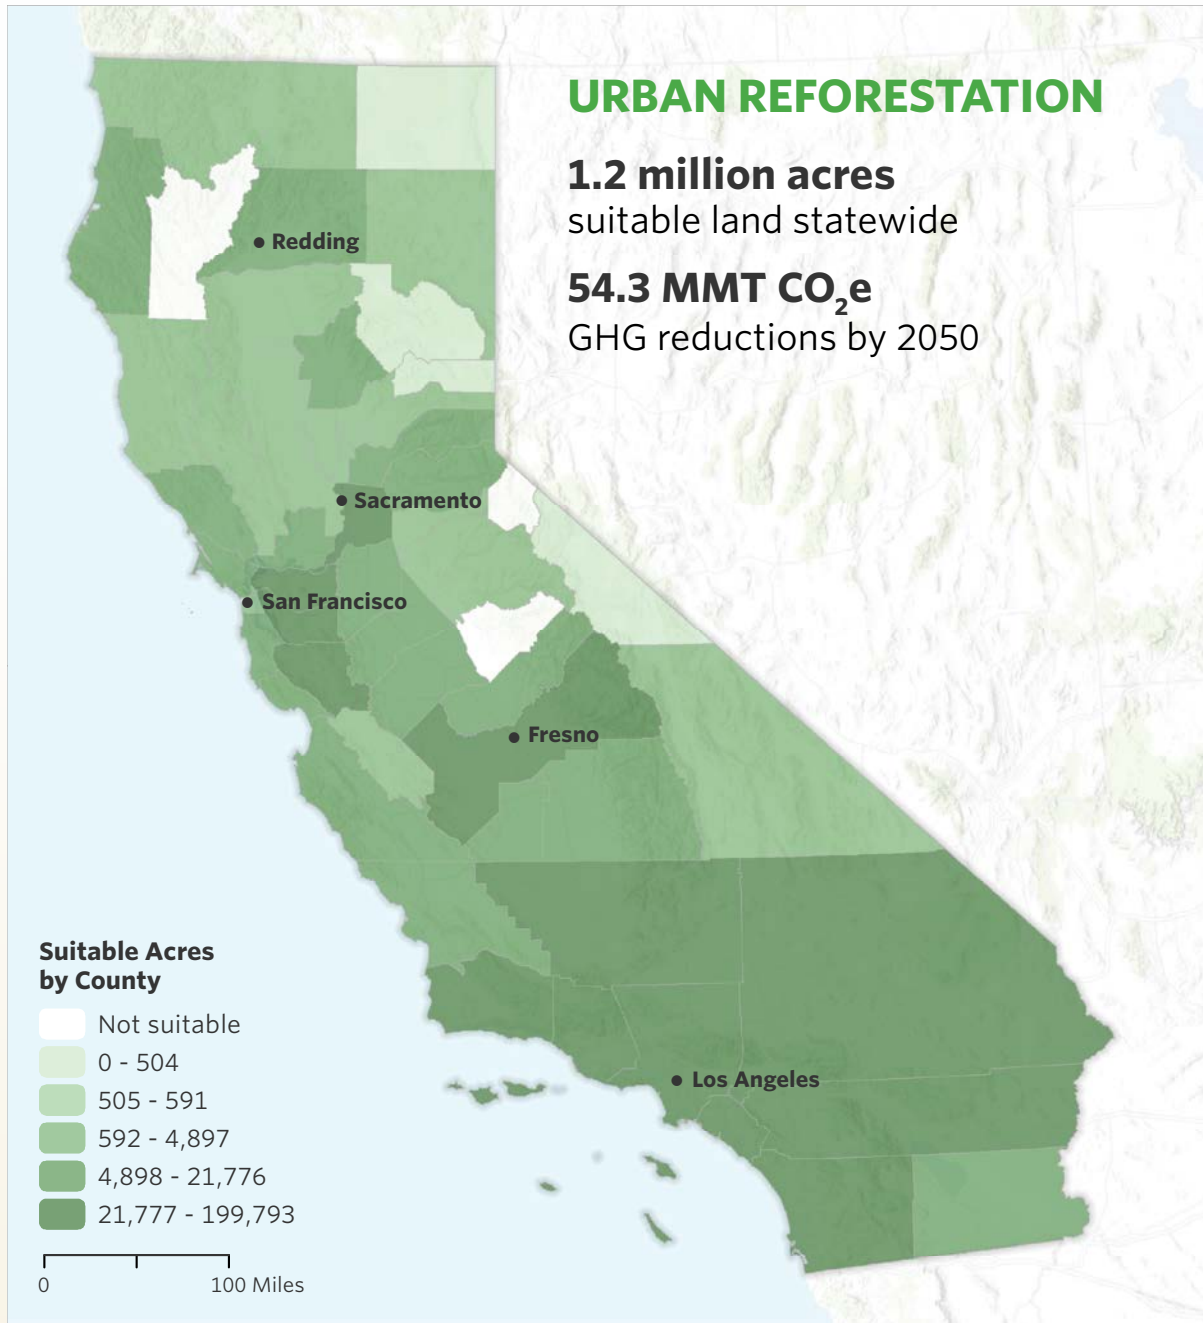 URBAN REFORESTATION
1.2 million acres
suitable land statewide
54.3 MMT CO₂e
GHG reductions by 2050
Redding
Sacramento
San Francisco
Fresno
Los Angeles
Suitable Acres
by County
Not suitable
0 - 504
505 - 591
592 - 4,897
4,898 - 21,776
21,777 - 199,793
0 100 Miles